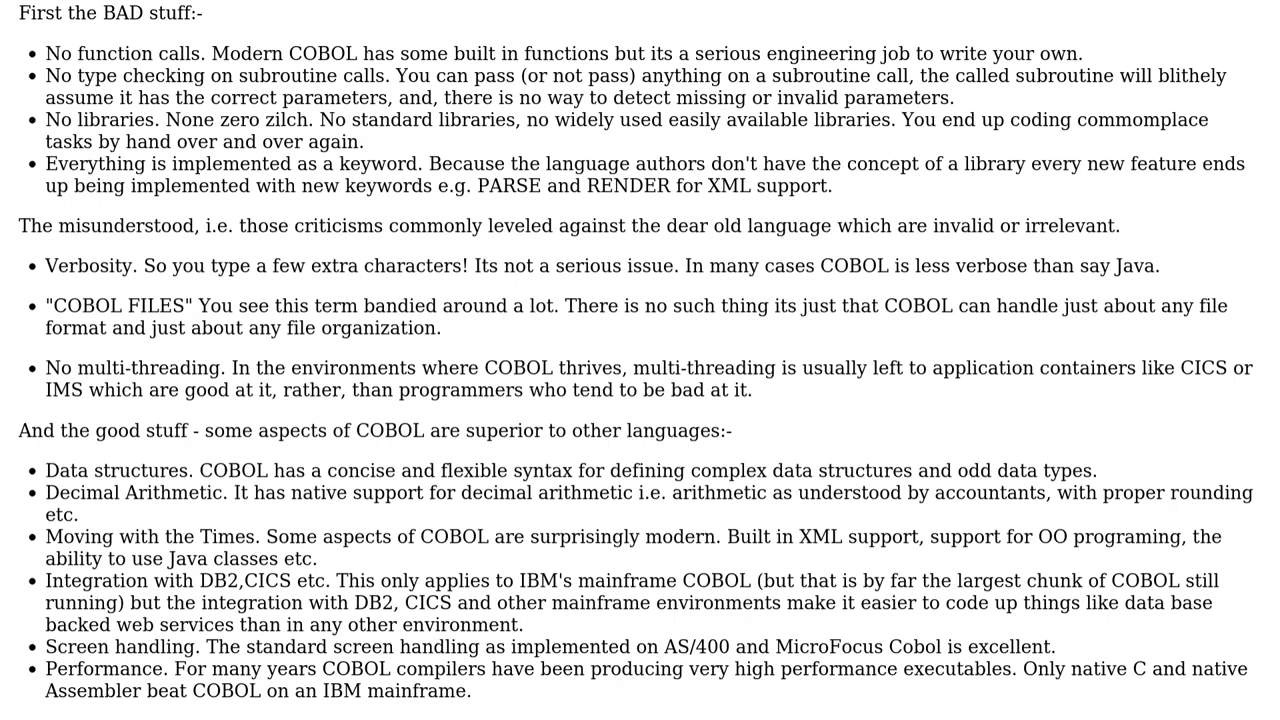 First the BAD stuff:-
• No function calls. Modern COBOL has some built in functions but its a serious engineering job to write your own.
• No type checking on subroutine calls. You can pass (or not pass) anything on a subroutine call, the called subroutine will blithely
assume it has the correct parameters, and, there is no way to detect missing or invalid parameters.
• No libraries. None zero zilch. No standard libraries, no widely used easily available libraries. You end up coding commomplace
tasks by hand over and over again.
• Everything is implemented as a keyword. Because the language authors don't have the concept of a library every new feature ends
up being implemented with new keywords e.g. PARSE and RENDER for XML support.
The misunderstood, i.e. those criticisms commonly leveled against the dear old language which are invalid or irrelevant.
• Verbosity. So you type a few extra characters! Its not a serious issue. In many cases COBOL is less verbose than say Java.
• "COBOL FILES" You see this term bandied around a lot. There is no such thing its just that COBOL can handle just about any file
format and just about any file organization.
• No multi-threading. In the environments where COBOL thrives, multi-threading is usually left to application containers like CICS or
IMS which are good at it, rather, than programmers who tend to be bad at it.
And the good stuff - some aspects of COBOL are superior to other languages:-
• Data structures. COBOL has a concise and flexible syntax for defining complex data structures and odd data types.
• Decimal Arithmetic. It has native support for decimal arithmetic i.e. arithmetic as understood by accountants, with proper rounding
etc.
• Moving with the Times. Some aspects of COBOL are surprisingly modern. Built in XML support, support for OO programing, the
ability to use Java classes etc.
• Integration with DB2,CICS etc. This only applies to IBM's mainframe COBOL (but that is by far the largest chunk of COBOL still
running) but the integration with DB2, CICS and other mainframe environments make it easier to code up things like data base
backed web services than in any other environment.
• Screen handling. The standard screen handling as implemented on AS/400 and MicroFocus Cobol is excellent.
• Performance. For many years COBOL compilers have been producing very high performance executables. Only native C and native
Assembler beat COBOL on an IBM mainframe.